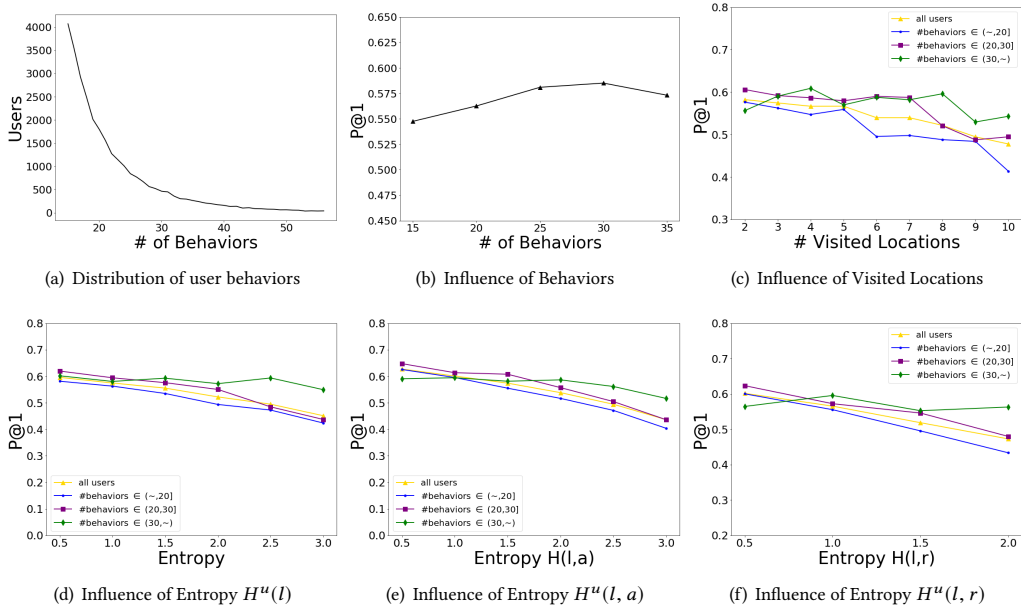 4000
3500
3000
2500
2000
1500
1000
500
0
Users
20 30 40 50
# of Behaviors
(a) Distribution of user behaviors
0.650
0.625
0.600
0.575
0.550
0.525
0.500
0.475
0.450
P@1
15 20 25 30 35
# of Behaviors
(b) Influence of Behaviors
0.8
0.7
0.6
0.5
0.4
0.3
P@1
all users
#behaviors ∈ (~,20]
#behaviors ∈ (20,30]
#behaviors ∈ (30,~)
2 3 4 5 6 7 8 9 10
# Visited Locations
(c) Influence of Visited Locations
0.8
0.7
0.6
0.5
0.4
0.3
0.2
0.1
0.0
P@1
all users
#behaviors ∈ (~,20]
#behaviors ∈ (20,30]
#behaviors ∈ (30,~)
0.5 1.0 1.5 2.0 2.5 3.0
Entropy
(d) Influence of Entropy Hᵘ(l)
0.8
0.7
0.6
0.5
0.4
0.3
0.2
0.1
0.0
P@1
all users
#behaviors ∈ (~,20]
#behaviors ∈ (20,30]
#behaviors ∈ (30,~)
0.5 1.0 1.5 2.0 2.5 3.0
Entropy H(l,a)
(e) Influence of Entropy Hᵘ(l, a)
0.8
0.7
0.6
0.5
0.4
0.3
0.2
P@1
all users
#behaviors ∈ (~,20]
#behaviors ∈ (20,30]
#behaviors ∈ (30,~)
0.5 1.0 1.5 2.0
Entropy H(l,r)
(f) Influence of Entropy Hᵘ(l, r)